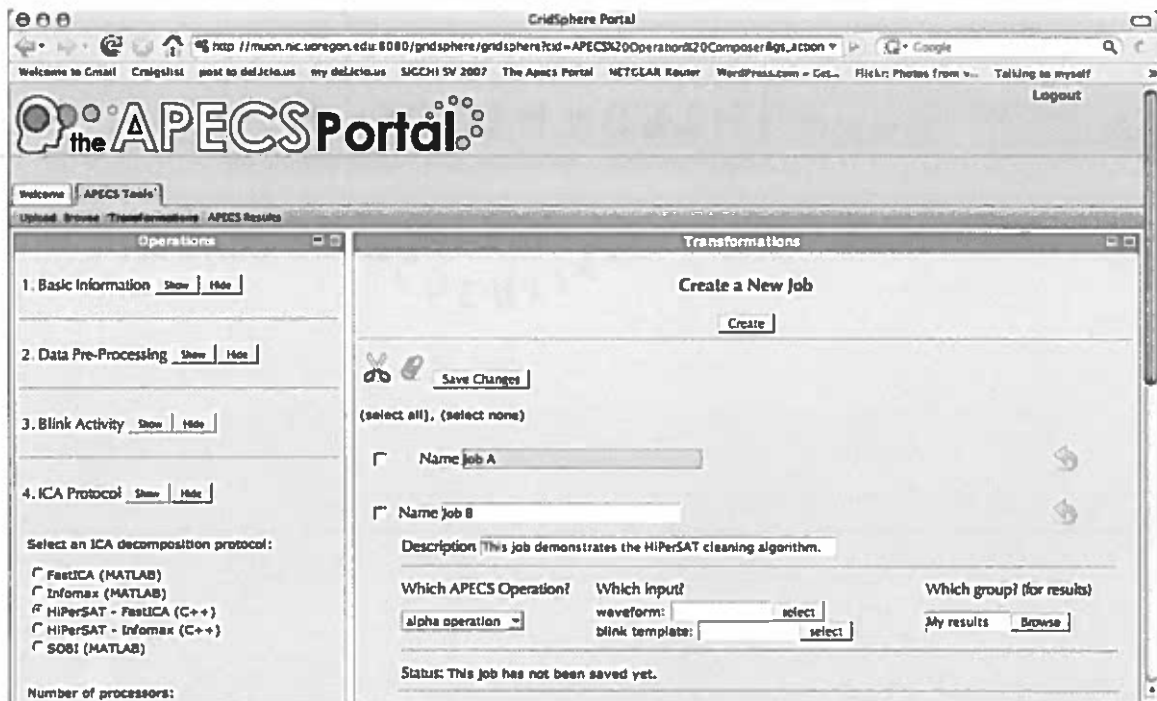 GridSphere Portal
http://muon.nic.uoregon.edu:8080/gridsphere/gridsphere?cid=APECS%20Operation%20Composer&gs_action
Google
Welcome to Gmail Craigslist post to del.icio.us my del.icio.us SIGCHI SV 2007 The Apecs Portal NETGEAR Router WordPress.com – Get... Flickr: Photos from v... Talking to myself
Logout
the APECS Portal
Welcome APECS Tools
Upload Browse Transformations APECS Results
Operations
1. Basic Information Show Hide
2. Data Pre-Processing Show Hide
3. Blink Activity Show Hide
4. ICA Protocol Show Hide
Select an ICA decomposition protocol:
FastICA (MATLAB)
Infomax (MATLAB)
HiPerSAT - FastICA (C++)
HiPerSAT - Infomax (C++)
SOBI (MATLAB)
Number of processors:
Transformations
Create a New Job
Create
Save Changes
(select all), (select none)
Name Job A
Name Job B
Description This job demonstrates the HiPerSAT cleaning algorithm.
Which APECS Operation? Which input? Which group? (for results)
alpha operation waveform: select My results Browse
blink template: select
Status: This job has not been saved yet.